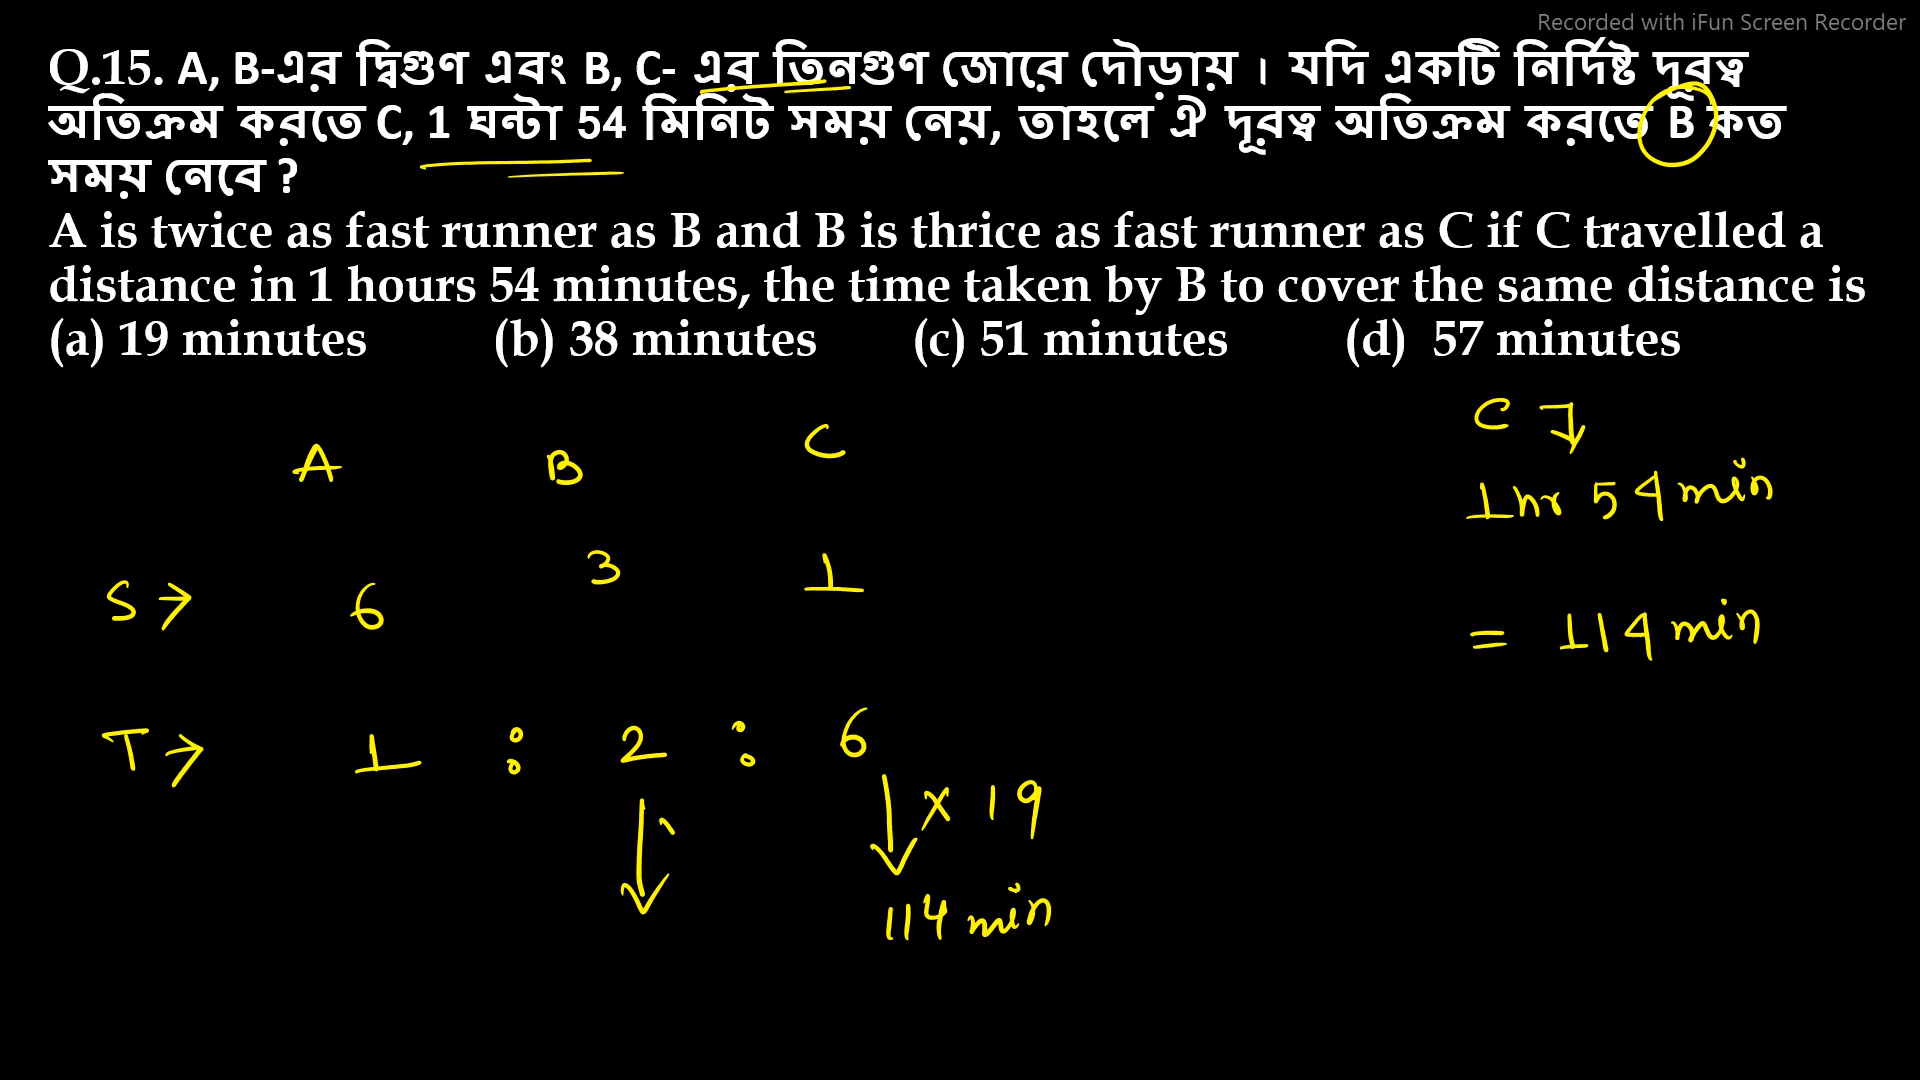 Recorded with iFun Screen Recorder
Q.15. A, B-এর দ্বিগুণ এবং B, C- এর তিনগুণ জোরে দৌড়ায় । যদি একটি নির্দিষ্ট দূরত্ব
অতিক্রম করতে C, 1 ঘন্টা 54 মিনিট সময় নেয়, তাহলে ঐ দূরত্ব অতিক্রম করতে B কত
সময় নেবে ?
A is twice as fast runner as B and B is thrice as fast runner as C if C travelled a
distance in 1 hours 54 minutes, the time taken by B to cover the same distance is
(a) 19 minutes (b) 38 minutes (c) 51 minutes (d) 57 minutes
A B C
S → 6 3 1
T → 1 : 2 : 6
× 19
114 min
C →
1 hr 54 min
= 114 min